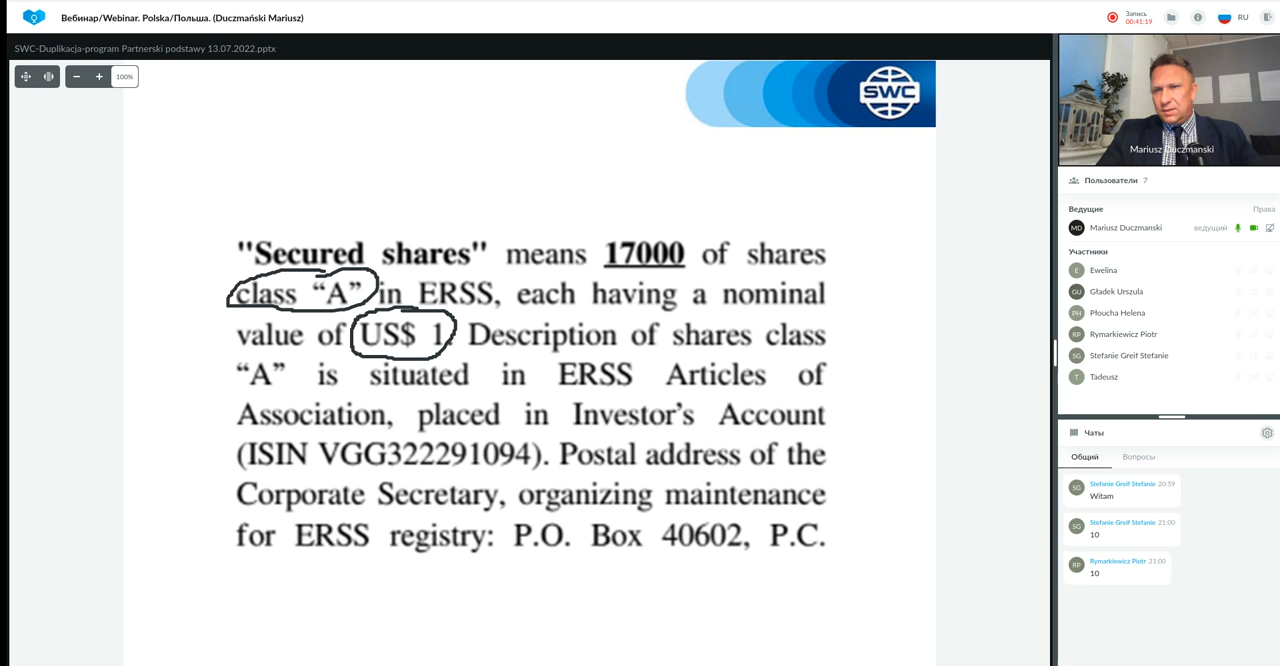 Вебинар/Webinar. Polska/Польша. (Duczmański Mariusz)
Запись
00:41:19
RU
SWC-Duplikacja-program Partnerski podstawy 13.07.2022.pptx
100%
SWC
"Secured shares" means 17000 of shares
class “A” in ERSS, each having a nominal
value of US$ 1. Description of shares class
“A” is situated in ERSS Articles of
Association, placed in Investor’s Account
(ISIN VGG322291094). Postal address of the
Corporate Secretary, organizing maintenance
for ERSS registry: P.O. Box 40602, P.C.
Mariusz Duczmanski
Пользователи 7
Ведущие Права
MD Mariusz Duczmanski ведущий
Участники
E Ewelina
GU Gładek Urszula
PH Płoucha Helena
RP Rymarkiewicz Piotr
SG Stefanie Greif Stefanie
T Tadeusz
Чаты
Общий Вопросы
SG Stefanie Greif Stefanie 20:59
Witam
SG Stefanie Greif Stefanie 21:00
10
RP Rymarkiewicz Piotr 21:00
10